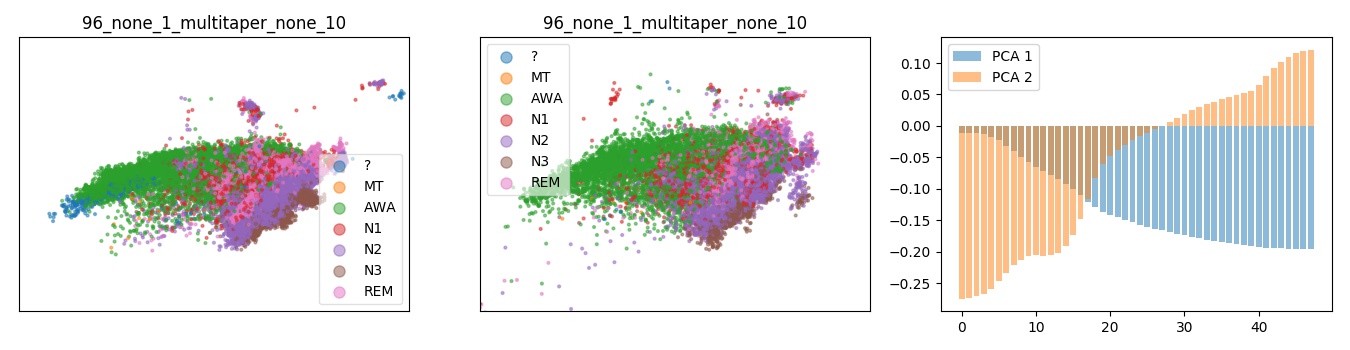 96_none_1_multitaper_none_10
?
MT
AWA
N1
N2
N3
REM
96_none_1_multitaper_none_10
?
MT
AWA
N1
N2
N3
REM
PCA 1
PCA 2
0.10
0.05
0.00
−0.05
−0.10
−0.15
−0.20
−0.25
0
10
20
30
40